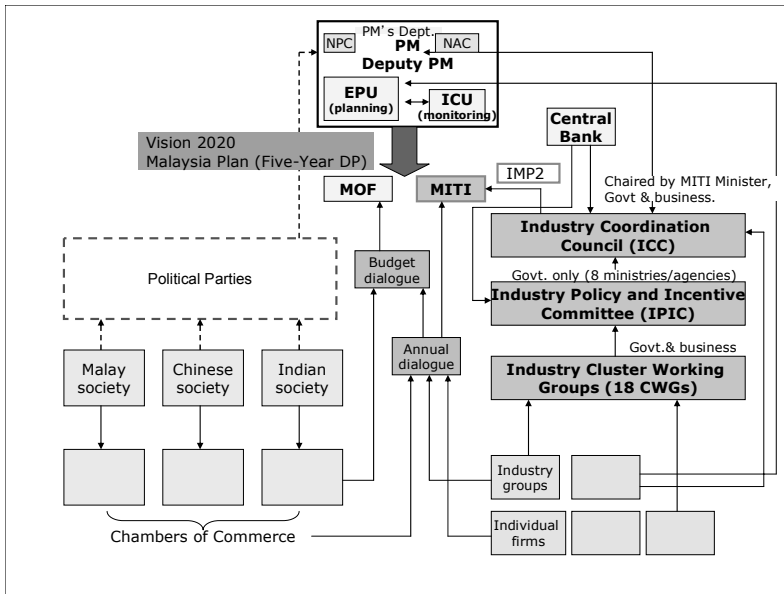 PM's Dept.
NPC
PM
NAC
Deputy PM
EPU
(planning)
ICU
(monitoring)
Vision 2020
Malaysia Plan (Five-Year DP)
Central
Bank
MOF
MITI
IMP2
Chaired by MITI Minister,
Govt & business.
Industry Coordination
Council (ICC)
Political Parties
Budget
dialogue
Govt. only (8 ministries/agencies)
Industry Policy and Incentive
Committee (IPIC)
Malay
society
Chinese
society
Indian
society
Annual
dialogue
Govt.& business
Industry Cluster Working
Groups (18 CWGs)
Industry
groups
Chambers of Commerce
Individual
firms